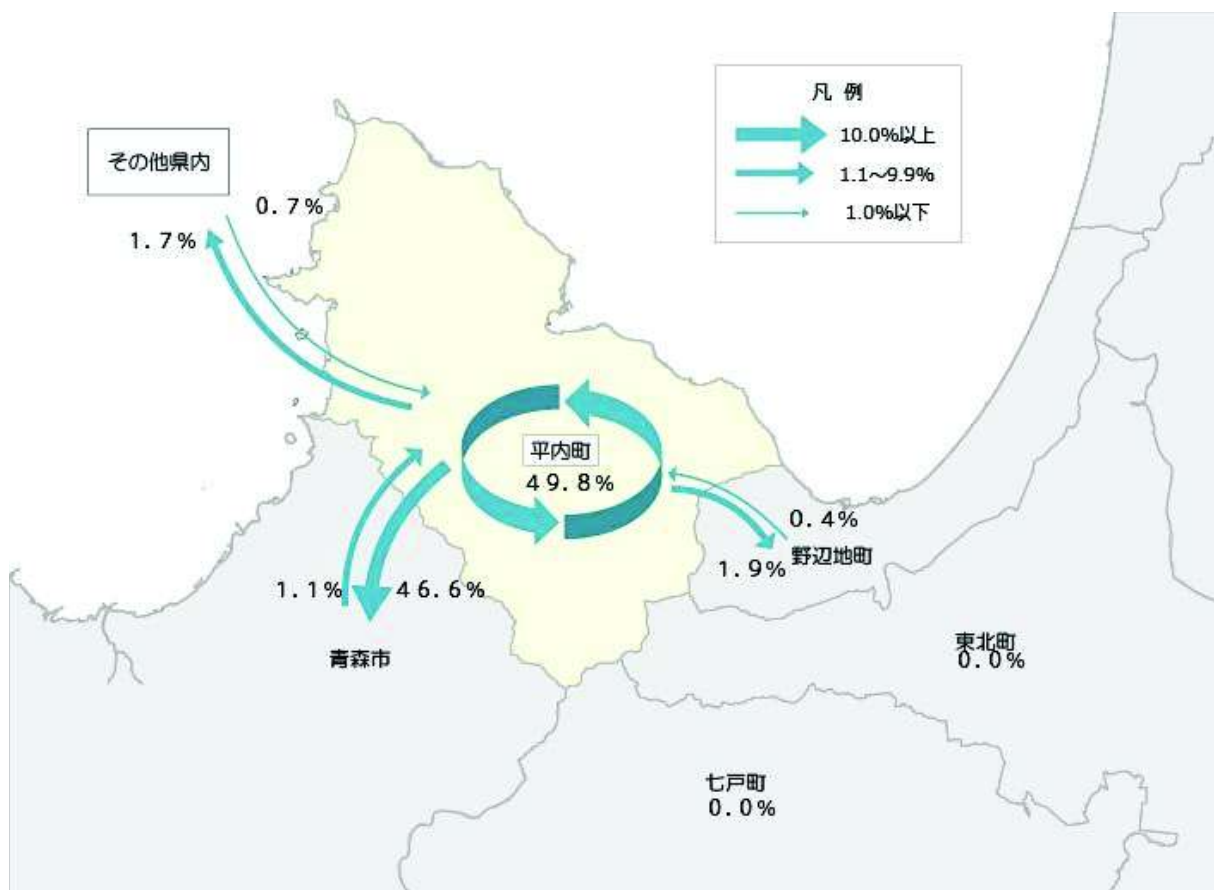 凡 例
10.0%以上
1.1～9.9%
1.0%以下
その他県内
0.7%
1.7%
平内町
49.8%
0.4%
野辺地町
1.9%
1.1%
46.6%
青森市
東北町
0.0%
七戸町
0.0%